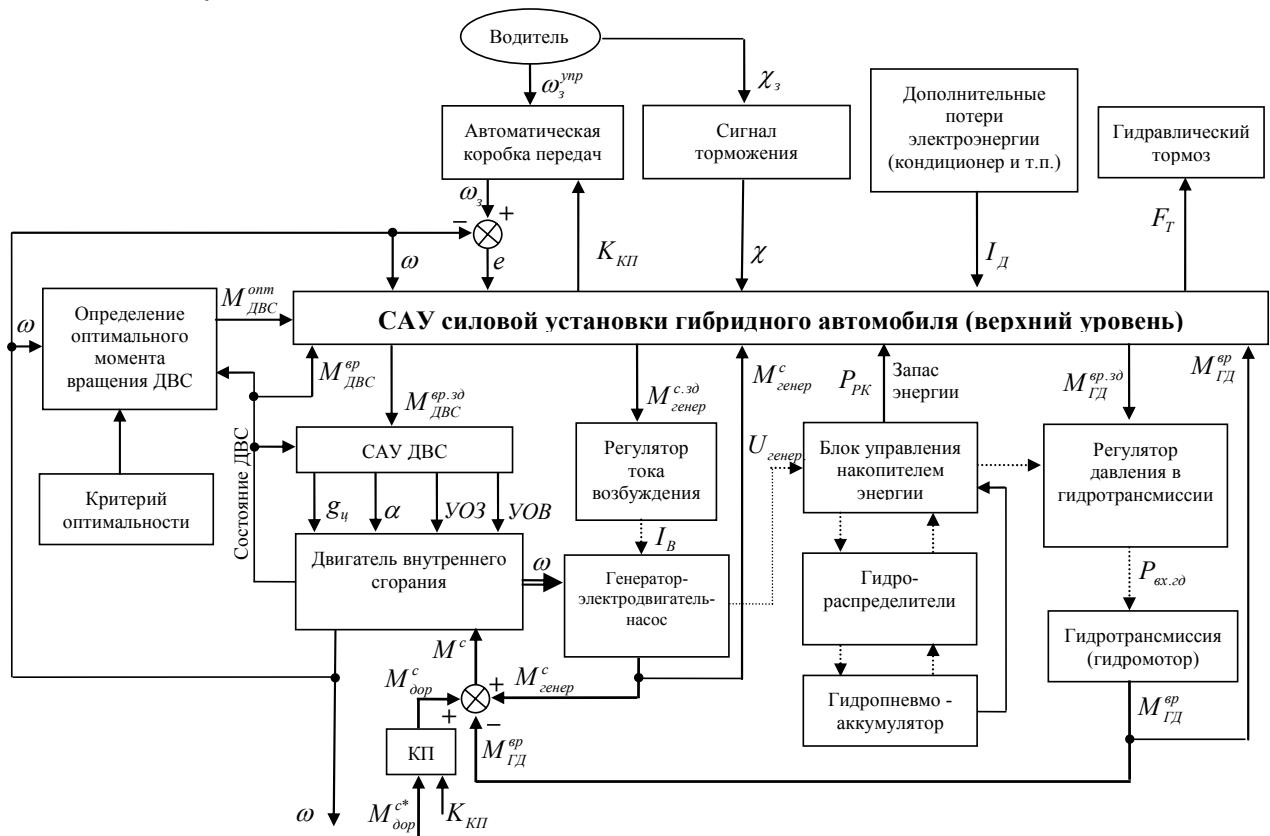 Водитель
ω_з^упр
χ_з
Автоматическая
коробка передач
Сигнал
торможения
Дополнительные
потери
электроэнергии
(кондиционер и т.п.)
Гидравлический
тормоз
ω_з
−
+
ω
e
K_КП
χ
I_Д
F_T
ω
Определение
оптимального
момента
вращения ДВС
M_ДВС^опт
САУ силовой установки гибридного автомобиля (верхний уровень)
M_ДВС^вр
M_ДВС^вр.зд
M_генер^с.зд
M_генер^с
P_РК
Запас
энергии
M_ГД^вр.зд
M_ГД^вр
Критерий
оптимальности
Состояние ДВС
САУ ДВС
Регулятор
тока
возбуждения
U_генер.
Блок управления
накопителем
энергии
Регулятор
давления в
гидротрансмиссии
g_ц
α
УОЗ
УОВ
I_В
Двигатель внутреннего
сгорания
ω
Генератор-
электродвигатель-
насос
Гидро-
распределители
P_вх.гд
Гидротрансмиссия
(гидромотор)
M^с
M_дор^с
+
+
−
M_генер^с
Гидропневмо -
аккумулятор
M_ГД^вр
КП
M_ГД^вр
ω
M_дор^с*
K_КП